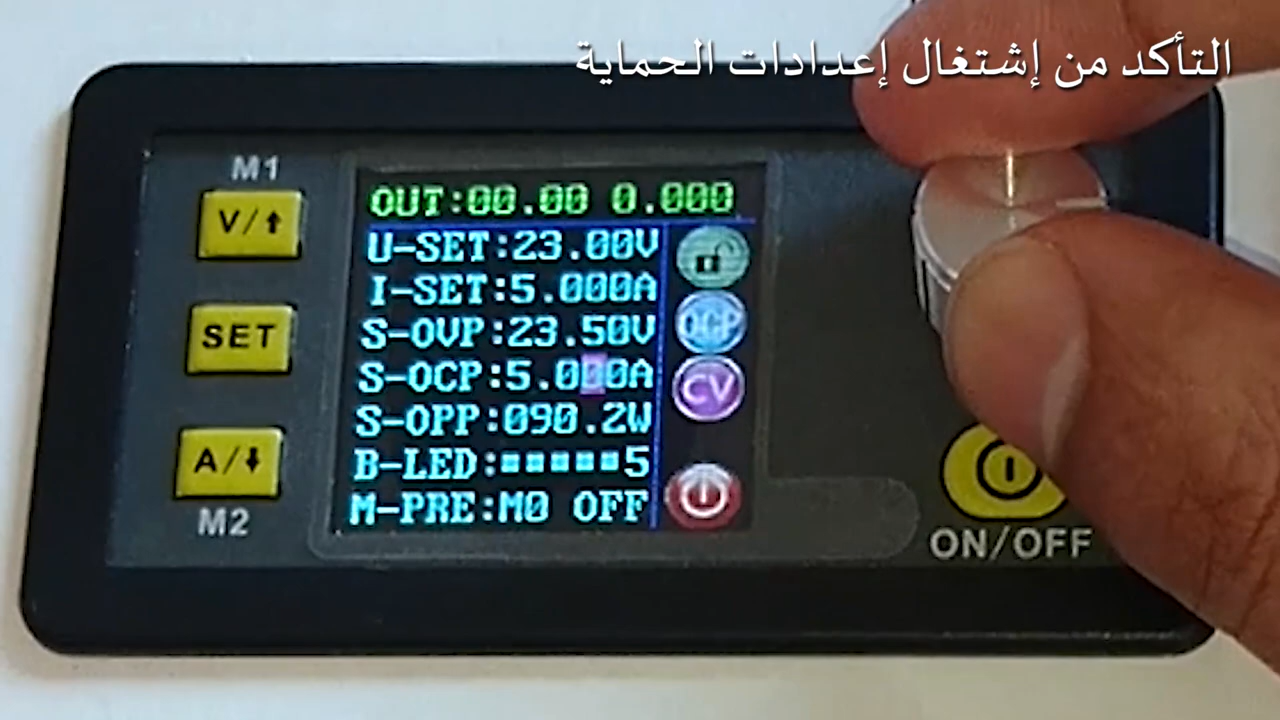 التأكد من إشتغال إعدادات الحماية
M1
V/↑
SET
A/↓
M2
OUT:00.00 0.000
U-SET:23.00V
I-SET:5.000A
S-OVP:23.50V
S-OCP:5.000A
S-OPP:090.2W
B-LED:▪▪▪▪▪5
M-PRE:M0 OFF
OCP
CV
ON/OFF